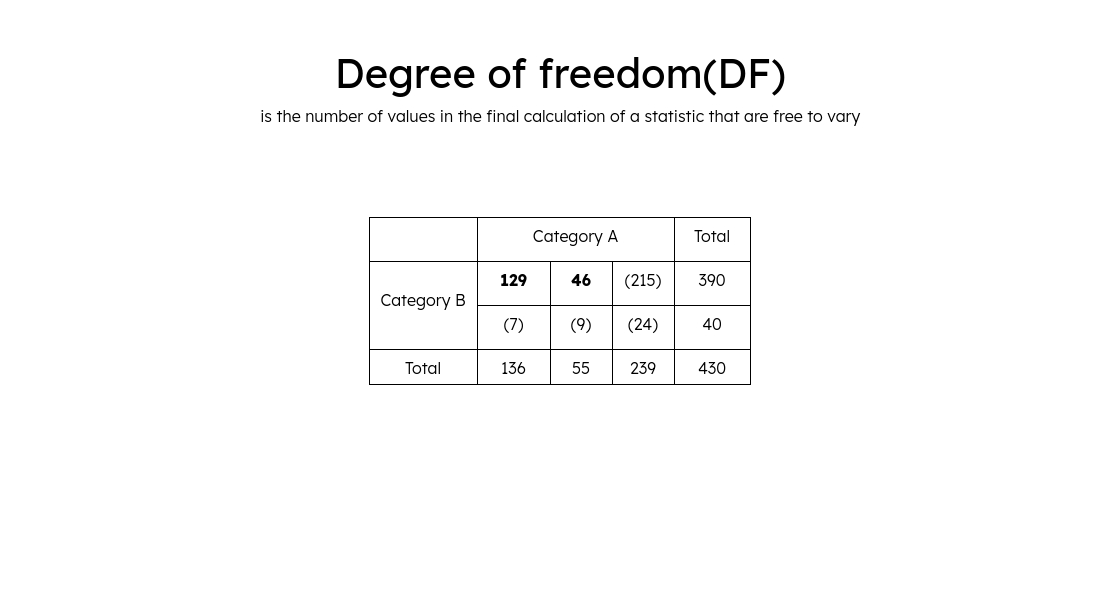 Degree of freedom(DF)
is the number of values in the final calculation of a statistic that are free to vary
Category A Total
129 46 (215) 390
Category B
(7) (9) (24) 40
Total 136 55 239 430